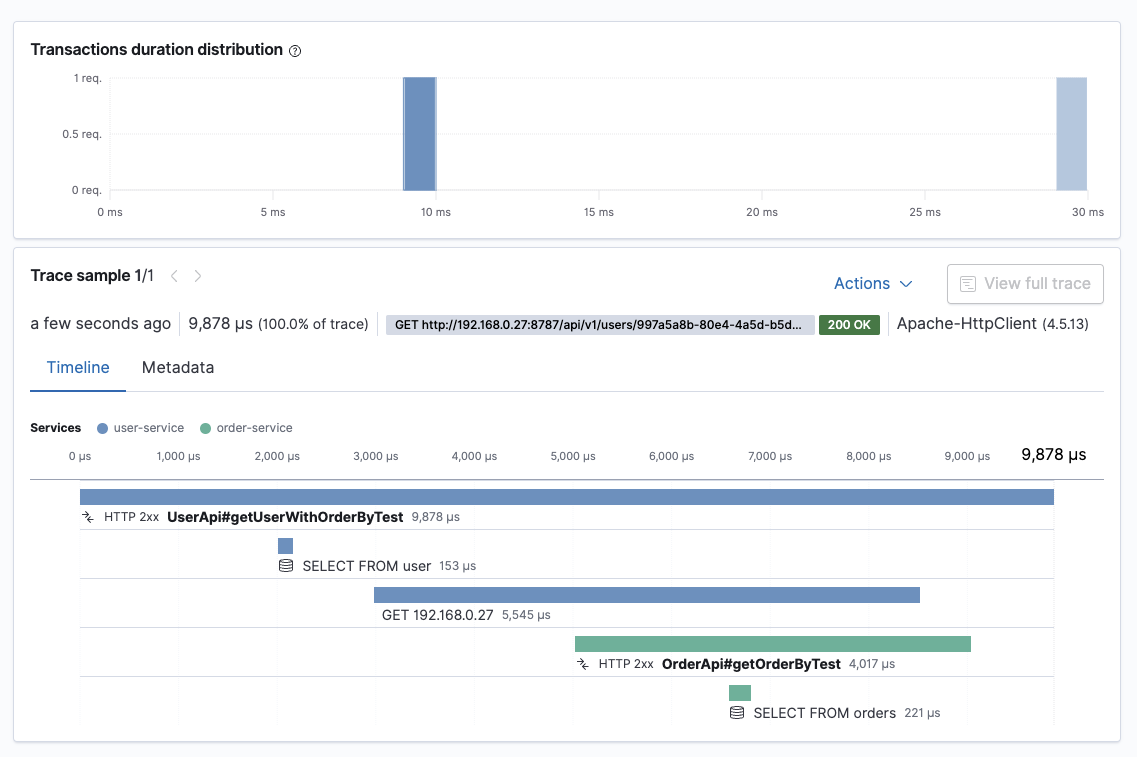 Transactions duration distribution
1 req.
0.5 req.
0 req.
0 ms 5 ms 10 ms 15 ms 20 ms 25 ms 30 ms
Trace sample 1/1
Actions
View full trace
a few seconds ago 9,878 μs (100.0% of trace) GET http://192.168.0.27:8787/api/v1/users/997a5a8b-80e4-4a5d-b5d... 200 OK Apache-HttpClient (4.5.13)
Timeline Metadata
Services user-service order-service
0 μs 1,000 μs 2,000 μs 3,000 μs 4,000 μs 5,000 μs 6,000 μs 7,000 μs 8,000 μs 9,000 μs 9,878 μs
HTTP 2xx UserApi#getUserWithOrderByTest 9,878 μs
SELECT FROM user 153 μs
GET 192.168.0.27 5,545 μs
HTTP 2xx OrderApi#getOrderByTest 4,017 μs
SELECT FROM orders 221 μs